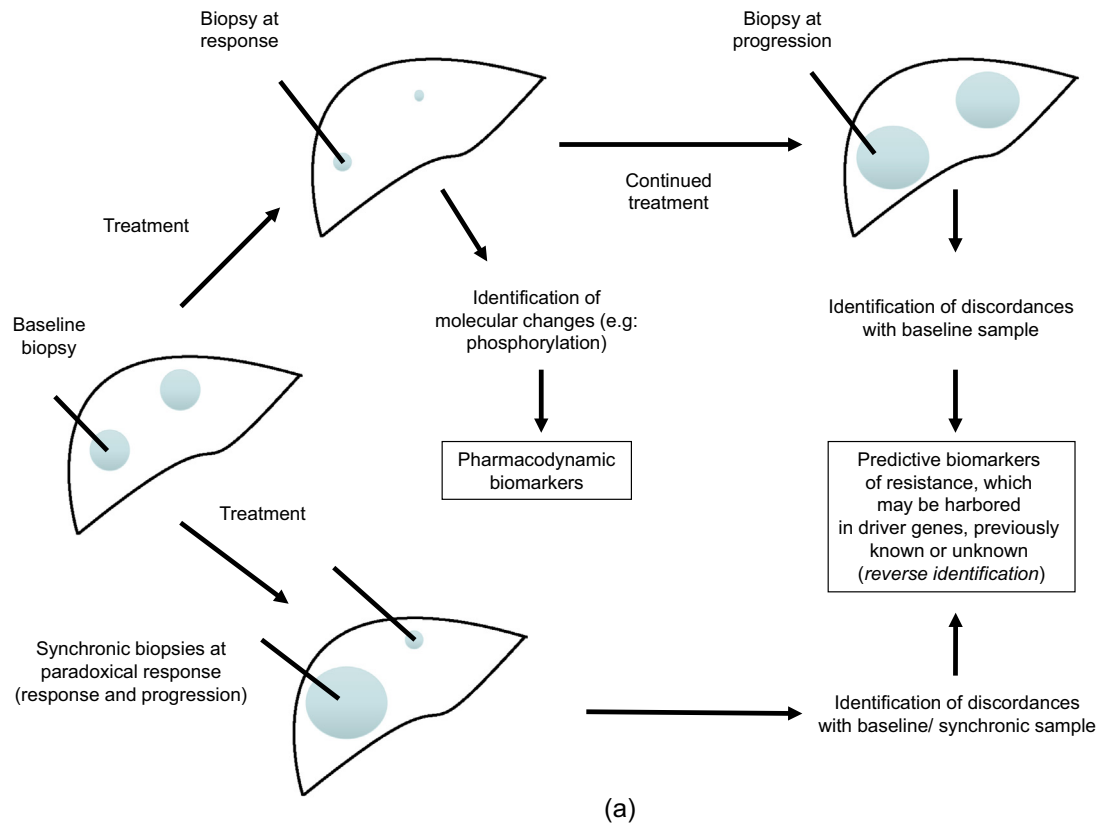 Biopsy at
response
Biopsy at
progression
Treatment
Continued
treatment
Baseline
biopsy
Identification of
molecular changes (e.g:
phosphorylation)
Identification of discordances
with baseline sample
Pharmacodynamic
biomarkers
Predictive biomarkers
of resistance, which
may be harbored
in driver genes, previously
known or unknown
(reverse identification)
Treatment
Synchronic biopsies at
paradoxical response
(response and progression)
Identification of discordances
with baseline/ synchronic sample
(a)